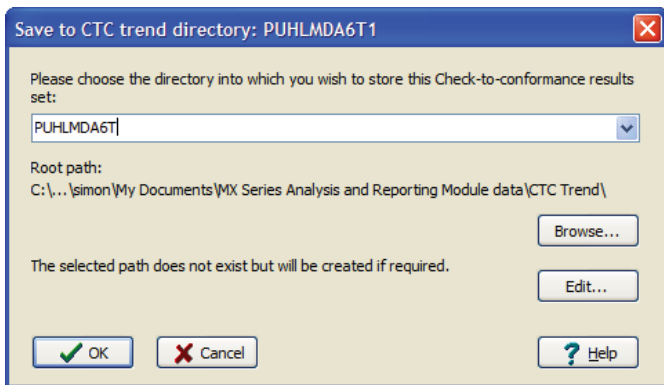 Save to CTC trend directory: PUHLMDA6T1
Please choose the directory into which you wish to store this Check-to-conformance results
set:
PUHLMDA6T
Root path:
C:\...\simon\My Documents\MX Series Analysis and Reporting Module data\CTC Trend\
Browse...
The selected path does not exist but will be created if required.
Edit...
OK
Cancel
Help